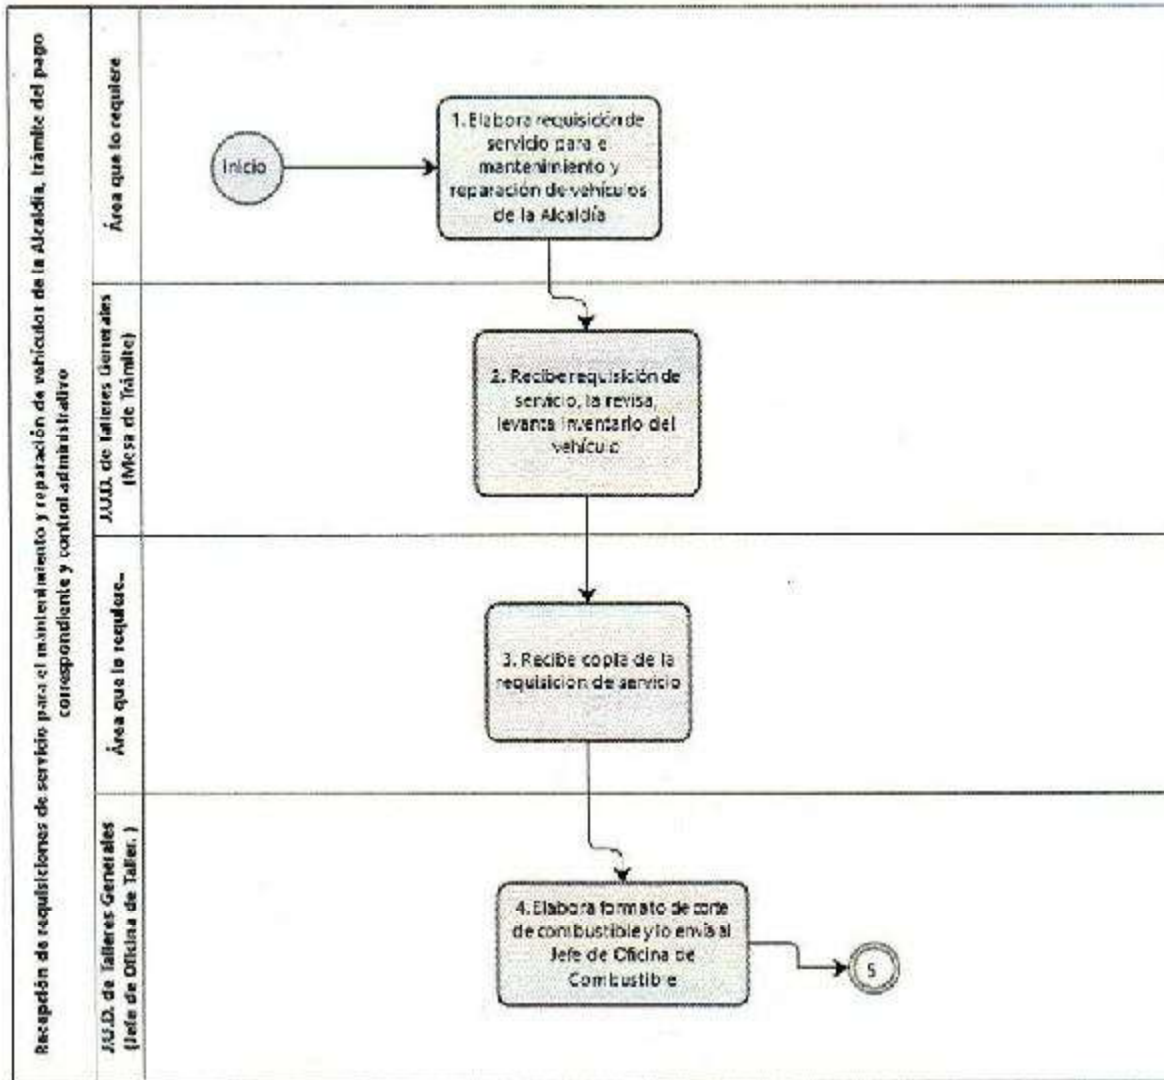 Recepción de requisiciones de servicio para el mantenimiento y reparación de vehículos de la Alcaldía, trámite del pago
correspondiente y control administrativo
Área que lo requiere
Inicio
1. Elabora requisición de
servicio para e
mantenimiento y
reparación de vehículos
de la Alcaldía
J.U.D. de Talleres Generales
(Mesa de Trámite)
2. Recibe requisición de
servicio, la revisa,
levanta inventario del
vehículo
Área que lo requiere...
3. Recibe copia de la
requisición de servicio
J.U.D. de Talleres Generales
(Jefe de Oficina de Taller. )
4. Elabora formato de corte
de combustible y lo envía al
Jefe de Oficina de
Combustible
5